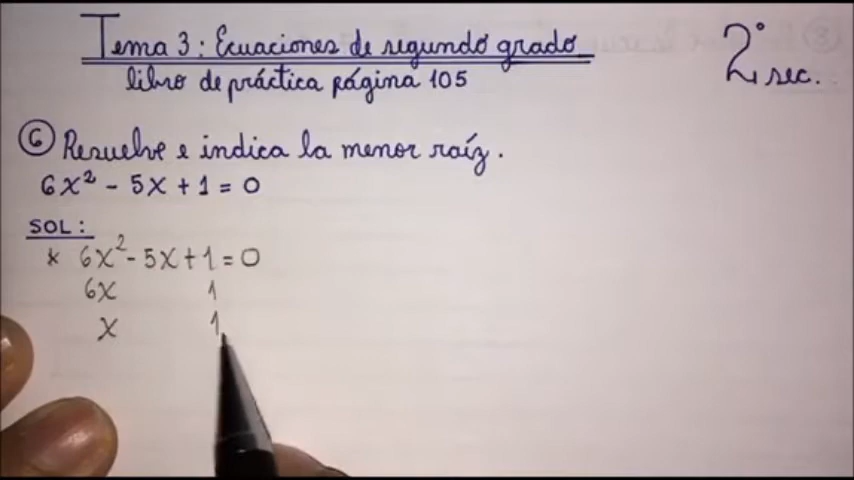 Tema 3: Ecuaciones de segundo grado
2° sec.
libro de práctica página 105
6 Resuelve e indica la menor raíz.
6x² - 5x + 1 = 0
SOL:
* 6x² - 5x + 1 = 0
6x 1
x 1